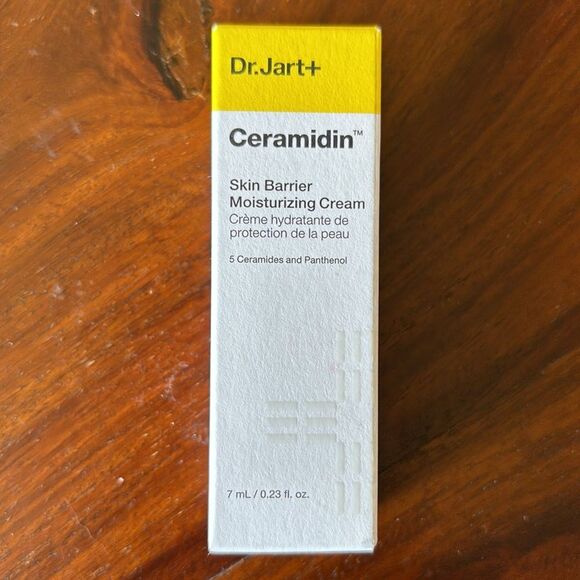 Dr.Jart+
Ceramidin™
Skin Barrier
Moisturizing Cream
Crème hydratante de
protection de la peau
5 Ceramides and Panthenol
7 mL / 0.23 fl. oz.